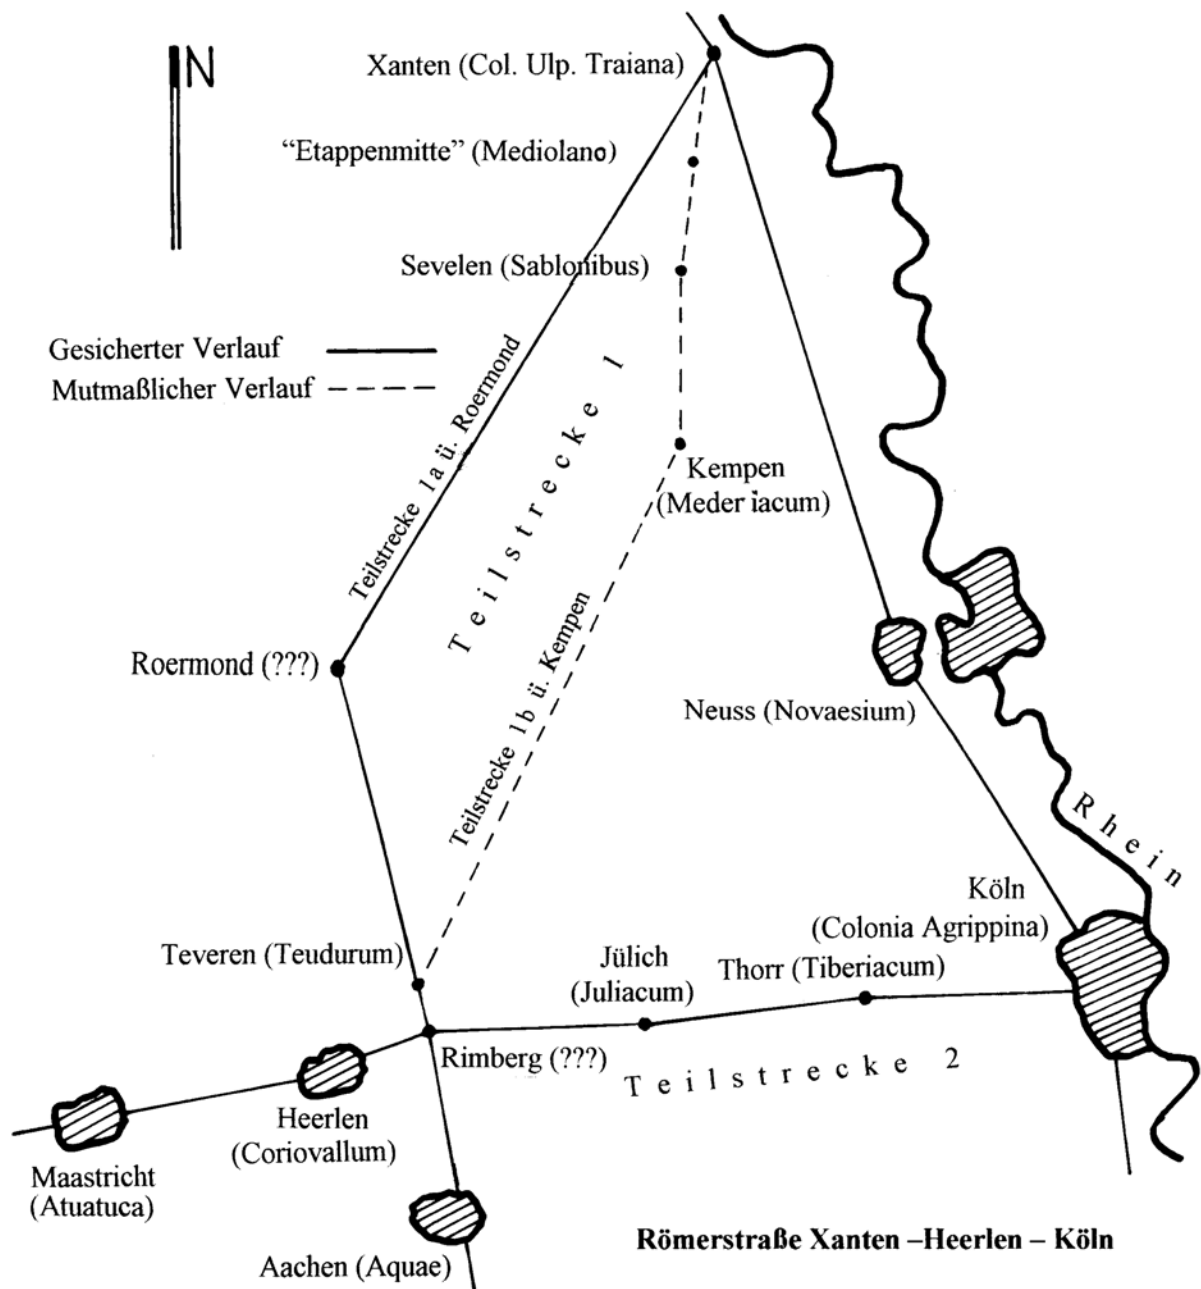 N
Xanten (Col. Ulp. Traiana)
“Etappenmitte” (Mediolano)
Sevelen (Sablonibus)
Gesicherter Verlauf
Mutmaßlicher Verlauf
Teilstrecke 1a ü. Roermond
Teilstrecke 1
Kempen
(Mederiacum)
Roermond (???)
Teilstrecke 1b ü. Kempen
Neuss (Novaesium)
Rhein
Köln
(Colonia Agrippina)
Teveren (Teudurum)
Jülich
(Juliacum)
Thorr (Tiberiacum)
Rimberg (???)
Teilstrecke 2
Heerlen
(Coriovallum)
Maastricht
(Atuatuca)
Aachen (Aquae)
Römerstraße Xanten –Heerlen – Köln